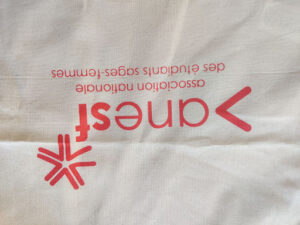 anesf
association nationale
des étudiants sages-femmes